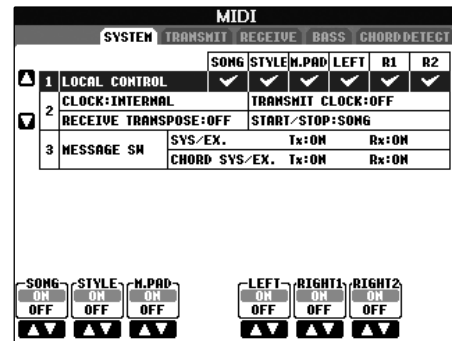 MIDI
SYSTEM TRANSMIT RECEIVE BASS CHORD DETECT
SONG STYLE M.PAD LEFT R1 R2
1 LOCAL CONTROL
2 CLOCK:INTERNAL TRANSMIT CLOCK:OFF
RECEIVE TRANSPOSE:OFF START/STOP:SONG
3 MESSAGE SW SYS/EX. Tx:ON Rx:ON
CHORD SYS/EX. Tx:ON Rx:ON
SONG STYLE M.PAD LEFT RIGHT1 RIGHT2
ON ON ON ON ON ON
OFF OFF OFF OFF OFF OFF